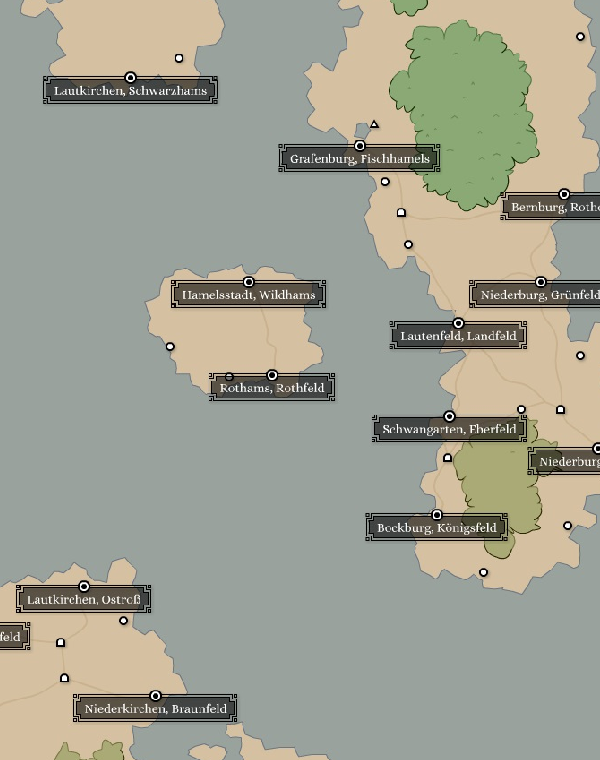 Lautkirchen, Schwarzhams
Grafenburg, Fischhamels
Bernburg,
Hamelsstadt, Wildhams
Niederburg, Grünfeld
Lautenfeld, Landfeld
Rothams, Rothfeld
Schwangarten, Eberfeld
Niederburg
Bockburg, Königsfeld
Lautkirchen, Ostroß
feld
Niederkirchen, Braunfeld